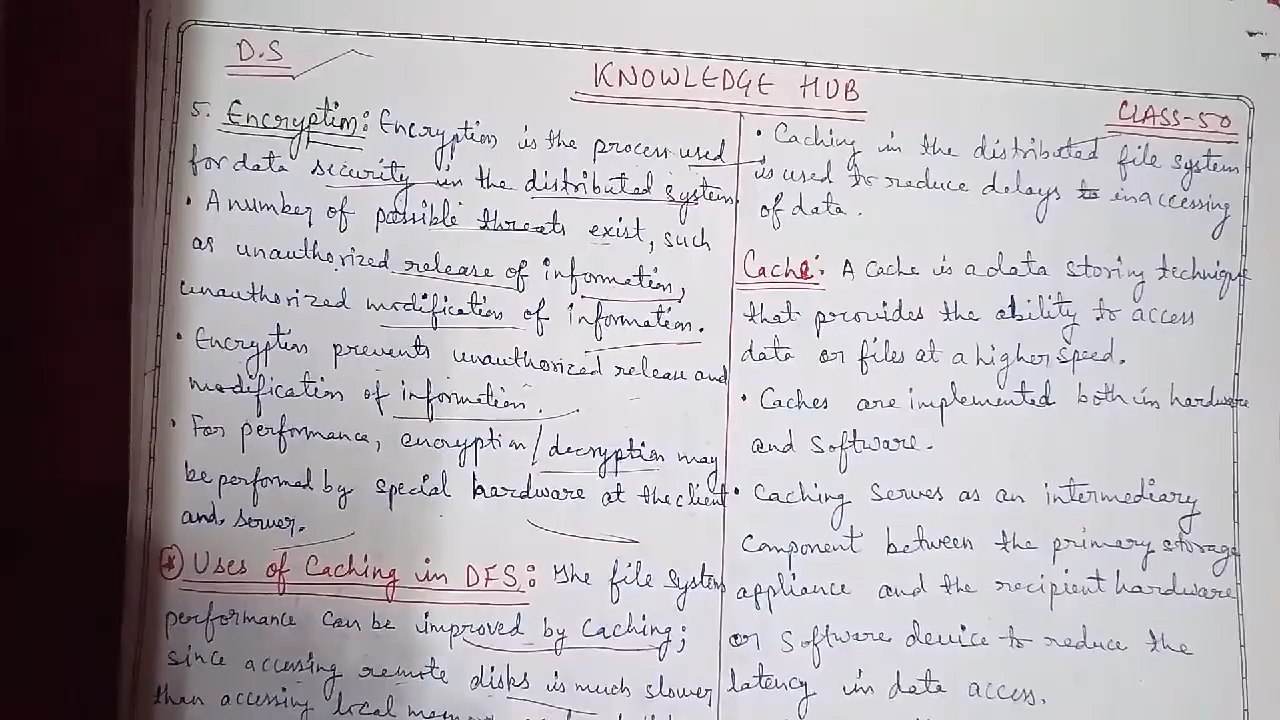 D.S
KNOWLEDGE HUB
CLASS-50
5. Encryption: Encryption is the process used
for data security in the distributed system
• A number of possible threats exist, such
as unauthorized release of information,
unauthorized modification of information.
• Encryption prevents unauthorized release and
modification of information.
• For performance, encryption/decryption may
be performed by special hardware at the client
and server.
* Uses of Caching in DFS: The file system
performance can be improved by Caching;
since accessing remote disks is much slower
than accessing local
• Caching in the distributed file system
is used to reduce delays in accessing
of data.
Cache: A Cache is a data storing technique
that provides the ability to access
data or files at a higher speed.
• Caches are implemented both in hardware
and Software.
• Caching Serves as an intermediary
Component between the primary storage
appliance and the recipient hardware
or Software device to reduce the
latency in data access.